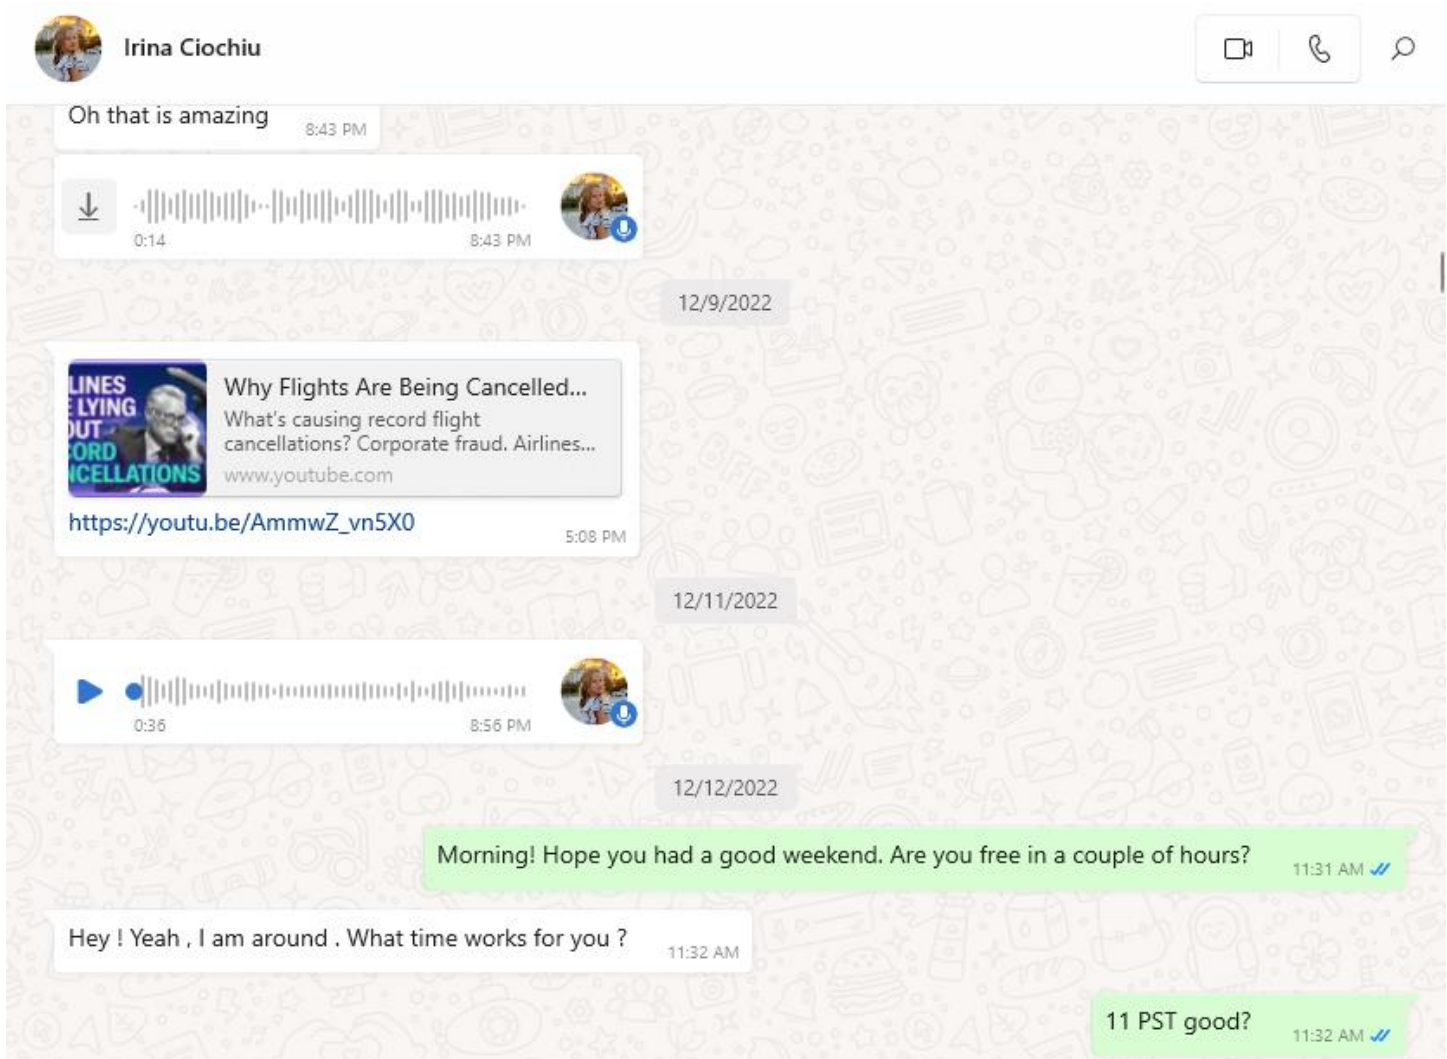 Irina Ciochiu
Oh that is amazing
8:43 PM
0:14
8:43 PM
12/9/2022
LINES
E LYING
OUT
CORD
NCELLATIONS
Why Flights Are Being Cancelled...
What's causing record flight
cancellations? Corporate fraud. Airlines...
www.youtube.com
https://youtu.be/AmmwZ_vn5X0
5:08 PM
12/11/2022
0:36
8:56 PM
12/12/2022
Morning! Hope you had a good weekend. Are you free in a couple of hours?
11:31 AM
Hey ! Yeah , I am around . What time works for you ?
11:32 AM
11 PST good?
11:32 AM